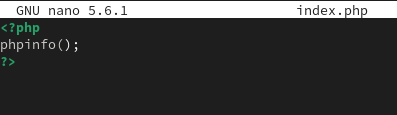 GNU nano 5.6.1 index.php
<?php
phpinfo();
?>